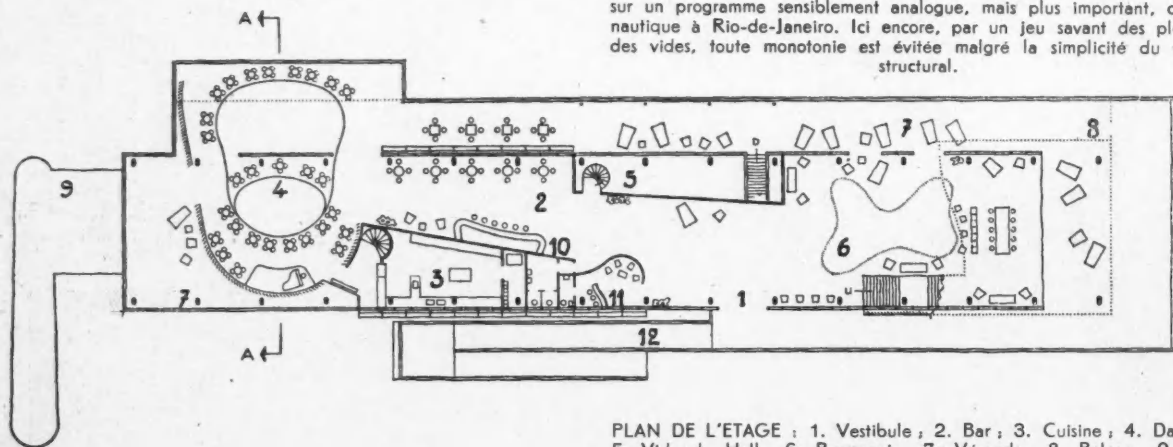 sur un programme sensiblement analogue, mais plus important,
nautique à Rio-de-Janeiro. Ici encore, par un jeu savant des
des vides, toute monotonie est évitée malgré la simplicité du
structural.
A
7
8
9
4
5
2
6
10
3
7
11
1
12
A
PLAN DE L'ETAGE : 1. Vestibule ; 2. Bar ; 3. Cuisine ; 4.